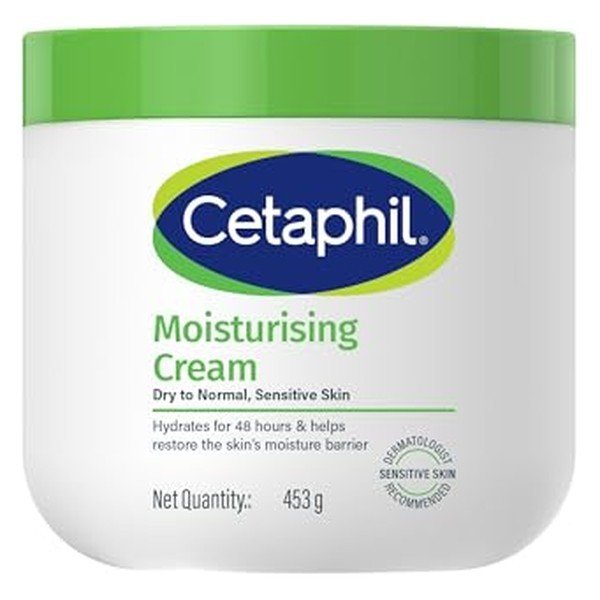 Cetaphil®
Moisturising
Cream
Dry to Normal, Sensitive Skin
Hydrates for 48 hours & helps
restore the skin's moisture barrier
DERMATOLOGIST
SENSITIVE SKIN
RECOMMENDED
Net Quantity.: 453 g